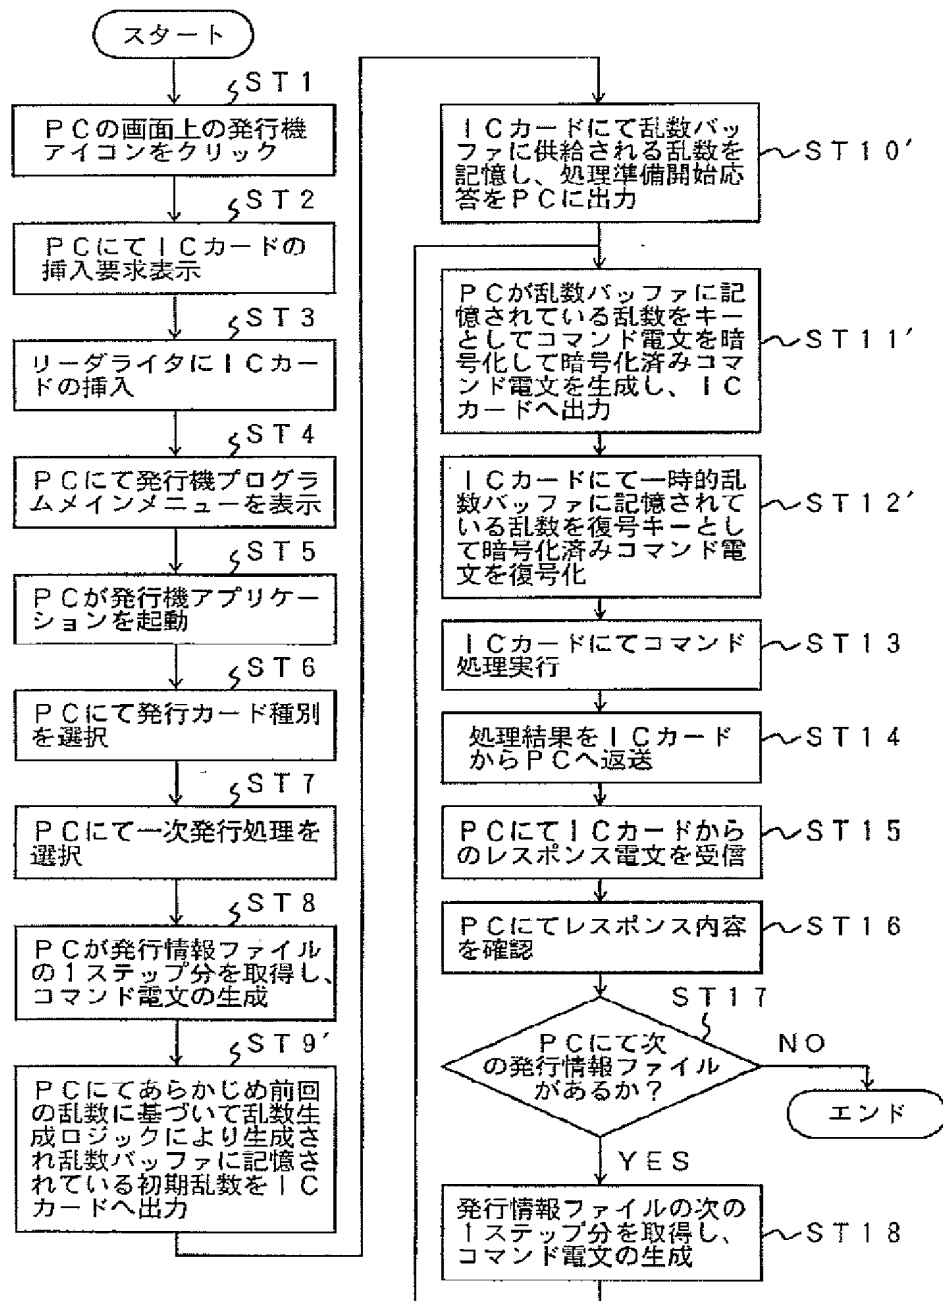 スタート
ST1
PCの画面上の発行機
アイコンをクリック
ST2
PCにてICカードの
挿入要求表示
ST3
リーダライタにICカー
ドの挿入
ST4
PCにて発行機プログラ
ムメインメニューを表示
ST5
PCが発行機アプリケー
ションを起動
ST6
PCにて発行カード種別
を選択
ST7
PCにて一次発行処理を
選択
ST8
PCが発行情報ファイル
の1ステップ分を取得し、
コマンド電文の生成
ST9′
PCにてあらかじめ前回
の乱数に基づいて乱数生
成ロジックにより生成さ
れ乱数バッファに記憶さ
れている初期乱数をIC
カードへ出力
ICカードにて乱数バッ
ファに供給される乱数を
記憶し、処理準備開始応
答をPCに出力
ST10′
PCが乱数バッファに記
憶されている乱数をキー
としてコマンド電文を暗
号化して暗号化済みコマ
ンド電文を生成し、IC
カードへ出力
ST11′
ICカードにて一時的乱
数バッファに記憶されて
いる乱数を復号キーとし
て暗号化済みコマンド電
文を復号化
ST12′
ICカードにてコマンド
処理実行
ST13
処理結果をICカード
からPCへ返送
ST14
PCにてICカードから
のレスポンス電文を受信
ST15
PCにてレスポンス内容
を確認
ST16
ST17
PCにて次
の発行情報ファイル
があるか?
NO
エンド
YES
発行情報ファイルの次の
1ステップ分を取得し、
コマンド電文の生成
ST18